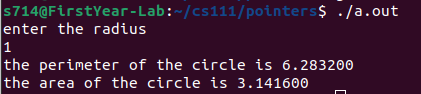 s714@FirstYear-Lab:~/cs111/pointers$ ./a.out
enter the radius
1
the perimeter of the circle is 6.283200
the area of the circle is 3.141600